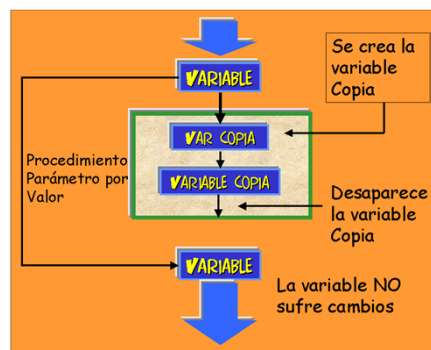 Se crea la
variable
Copia
VARIABLE
VAR COPIA
Procedimiento
Parámetro por
Valor
VARIABLE COPIA
Desaparece
la variable
Copia
VARIABLE
La variable NO
sufre cambios